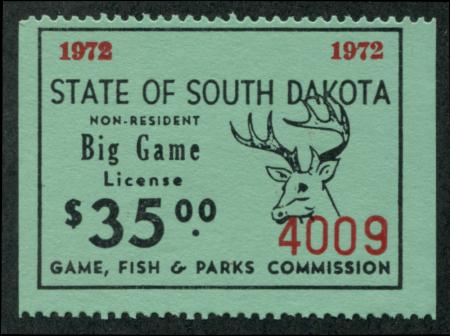 1972 1972
STATE OF SOUTH DAKOTA
NON-RESIDENT
Big Game
License
$35.00
4009
GAME, FISH & PARKS COMMISSION